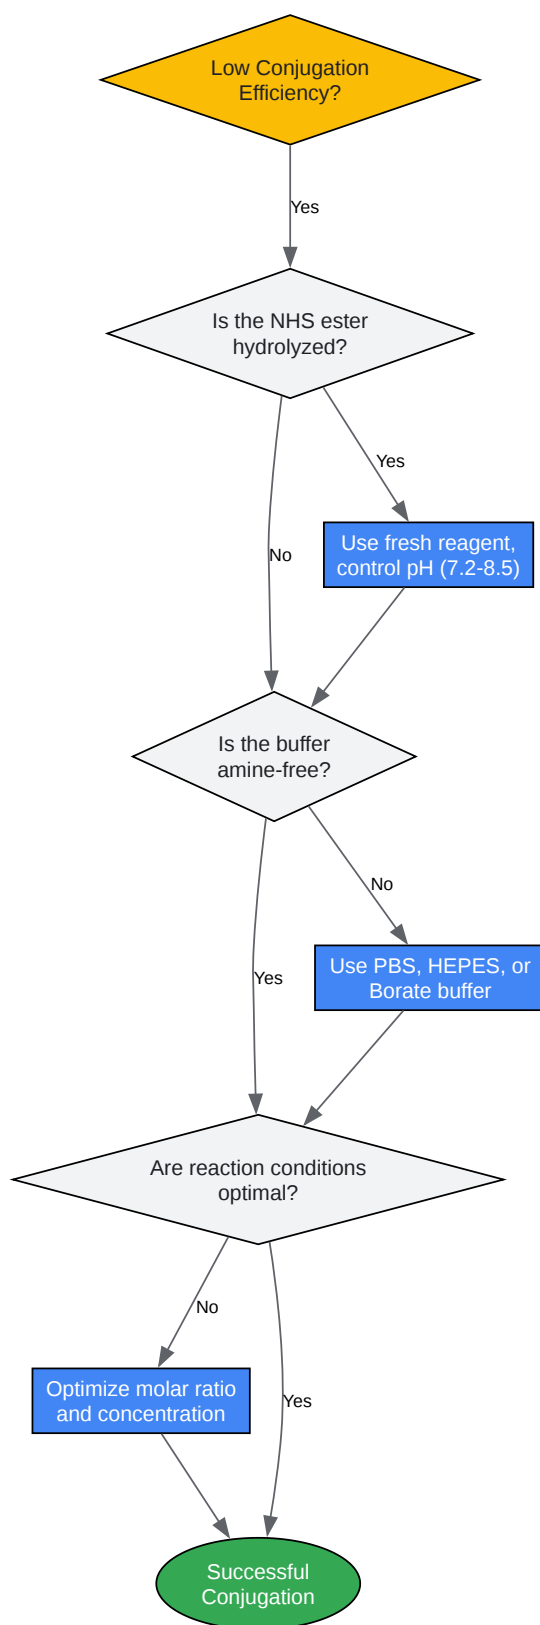 Low Conjugation
Efficiency?
Yes
Is the NHS ester
hydrolyzed?
Yes
No
Use fresh reagent,
control pH (7.2-8.5)
Is the buffer
amine-free?
No
Yes
Use PBS, HEPES, or
Borate buffer
Are reaction conditions
optimal?
No
Yes
Optimize molar ratio
and concentration
Successful
Conjugation